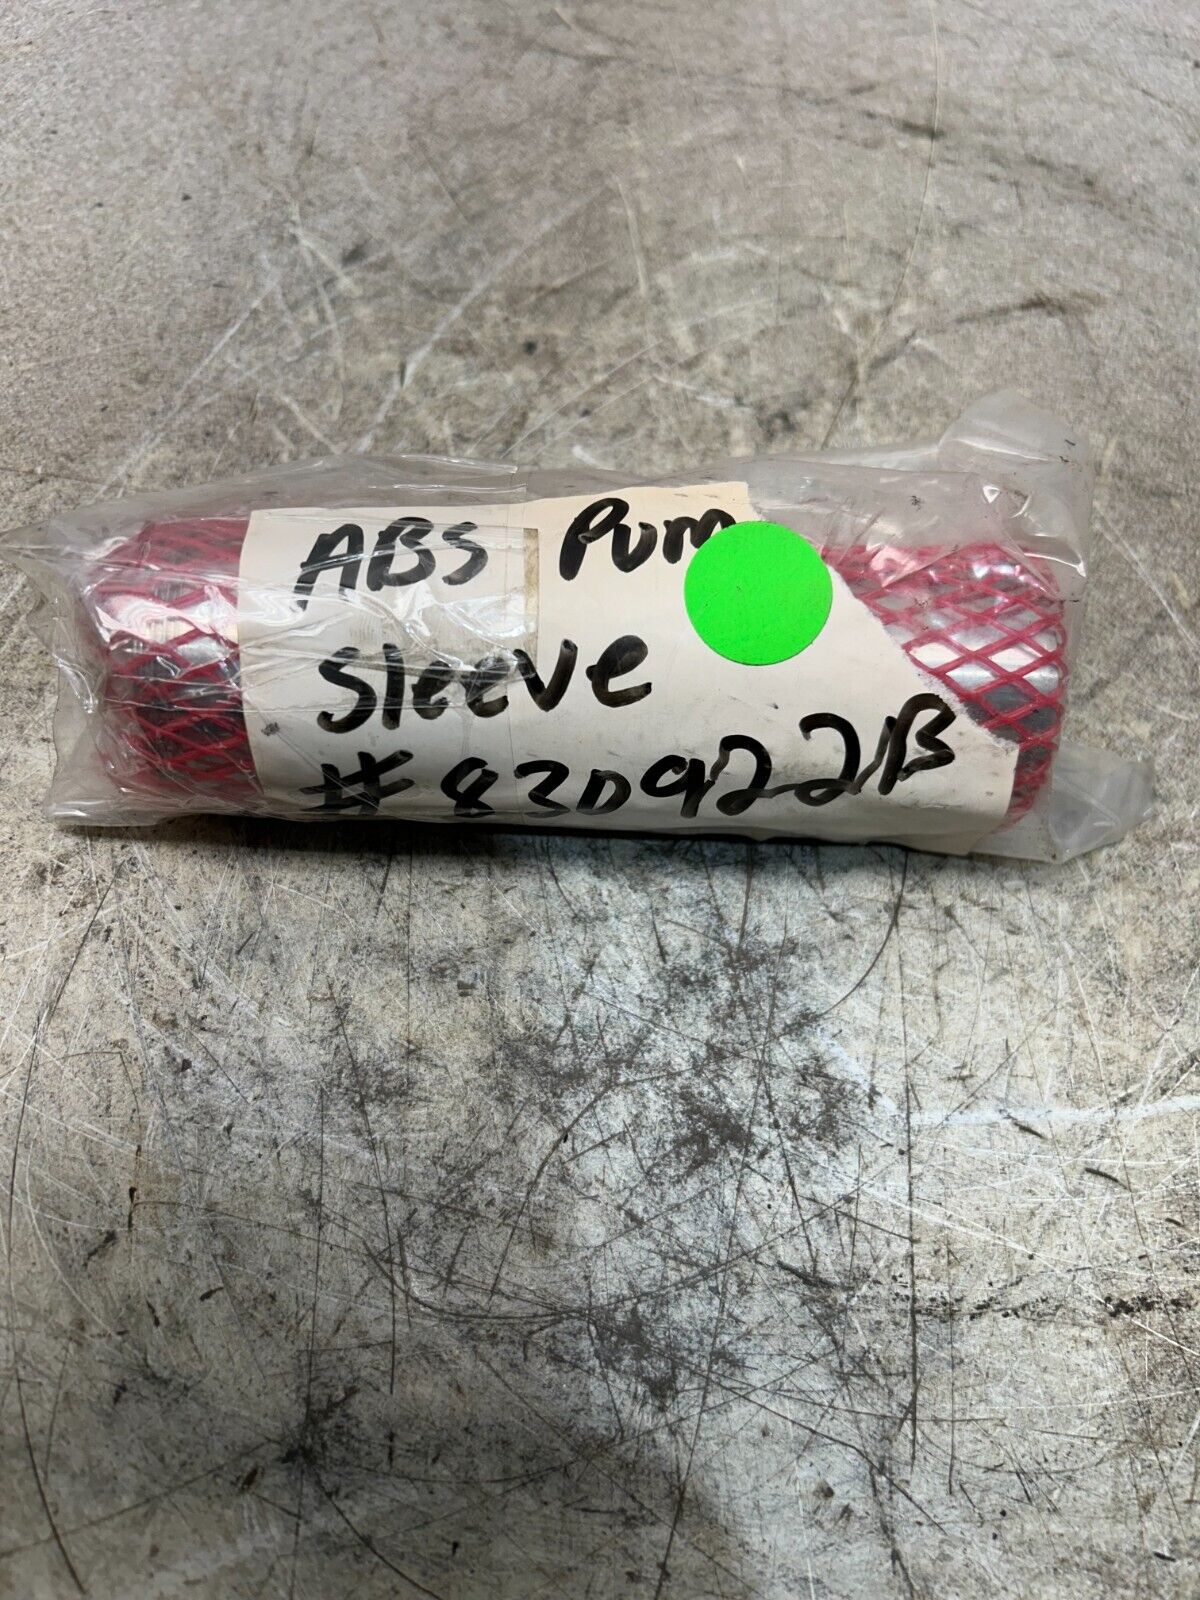 ABS Pum
Sleeve
# 830922B